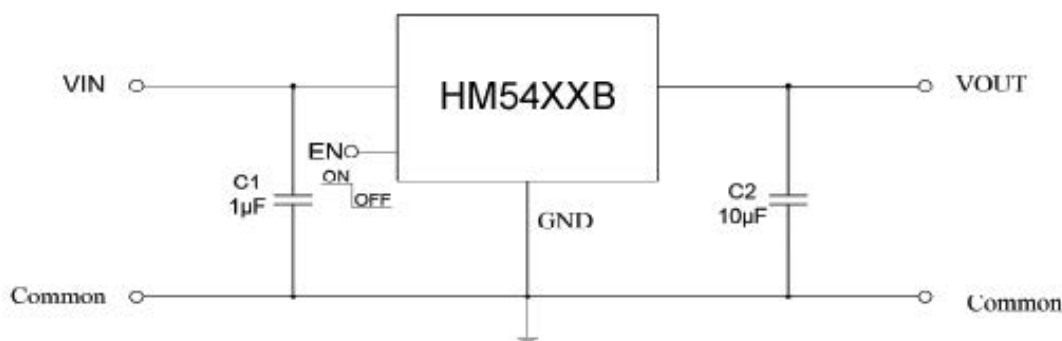 VIN
HM54XXB
VOUT
EN
ON
OFF
C1
1μF
GND
C2
10μF
Common
Common